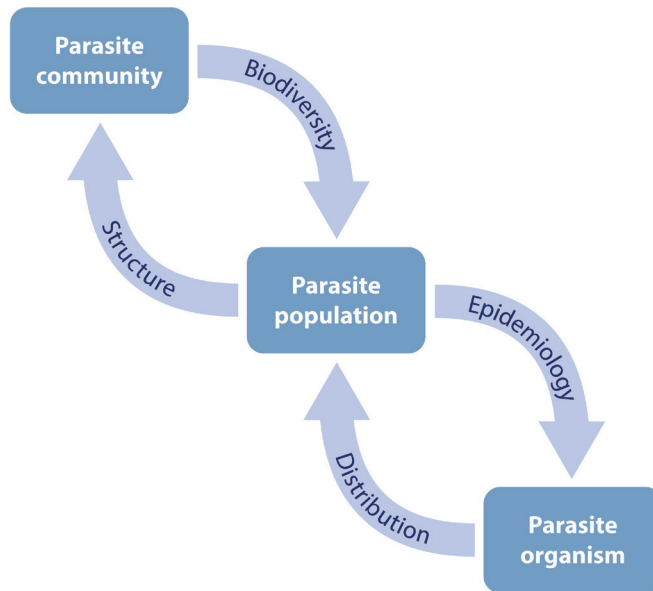 Parasite
community
Biodiversity
Structure
Parasite
population
Epidemiology
Distribution
Parasite
organism